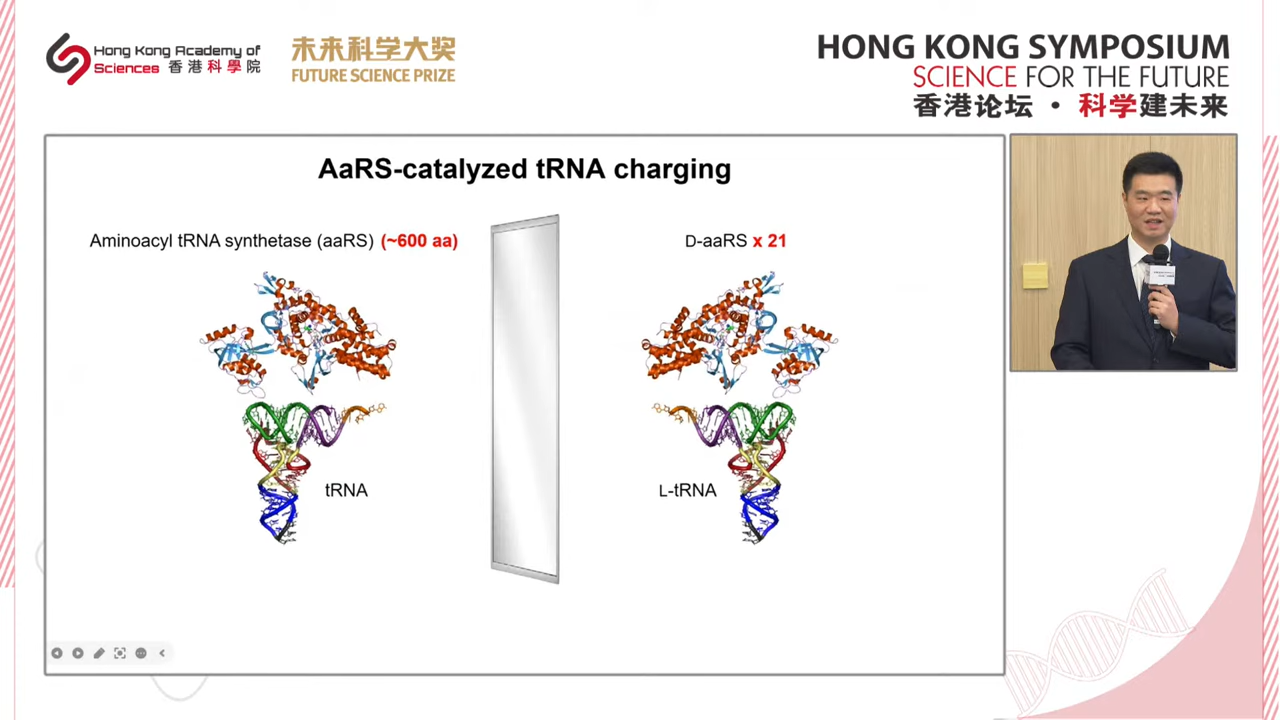 Hong Kong Academy of
Sciences 香港科學院
未来科学大奖
FUTURE SCIENCE PRIZE
HONG KONG SYMPOSIUM
SCIENCE FOR THE FUTURE
香港论坛 · 科学建未来
AaRS-catalyzed tRNA charging
Aminoacyl tRNA synthetase (aaRS) (~600 aa)
D-aaRS x 21
tRNA
L-tRNA